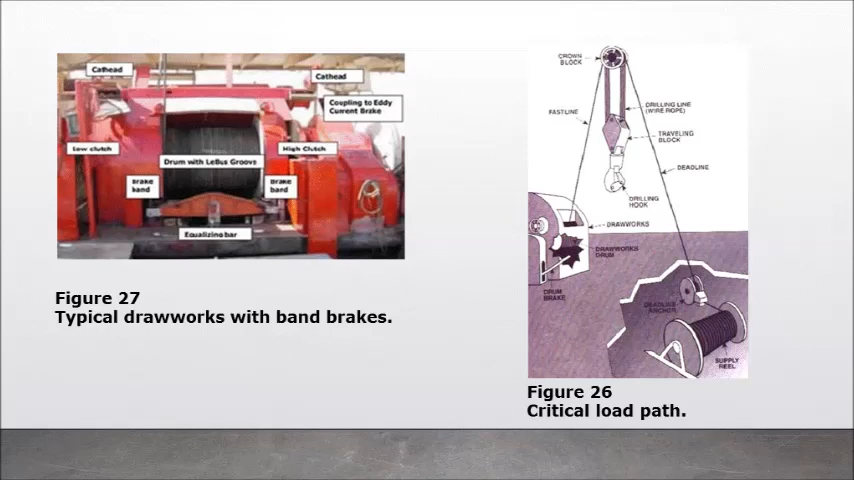 Cathead
Cathead
Coupling to Eddy
Current Brake
Low clutch
High Clutch
Drum with LeBus Groove
Brake
band
Brake
band
Equalizing bar
Figure 27
Typical drawworks with band brakes.
CROWN
BLOCK
DRILLING LINE
(WIRE ROPE)
FASTLINE
TRAVELING
BLOCK
DEADLINE
DRILLING
HOOK
DRAWWORKS
DRAWWORKS
DRUM
DRUM
BRAKE
DEADLINE
ANCHOR
SUPPLY
REEL
Figure 26
Critical load path.